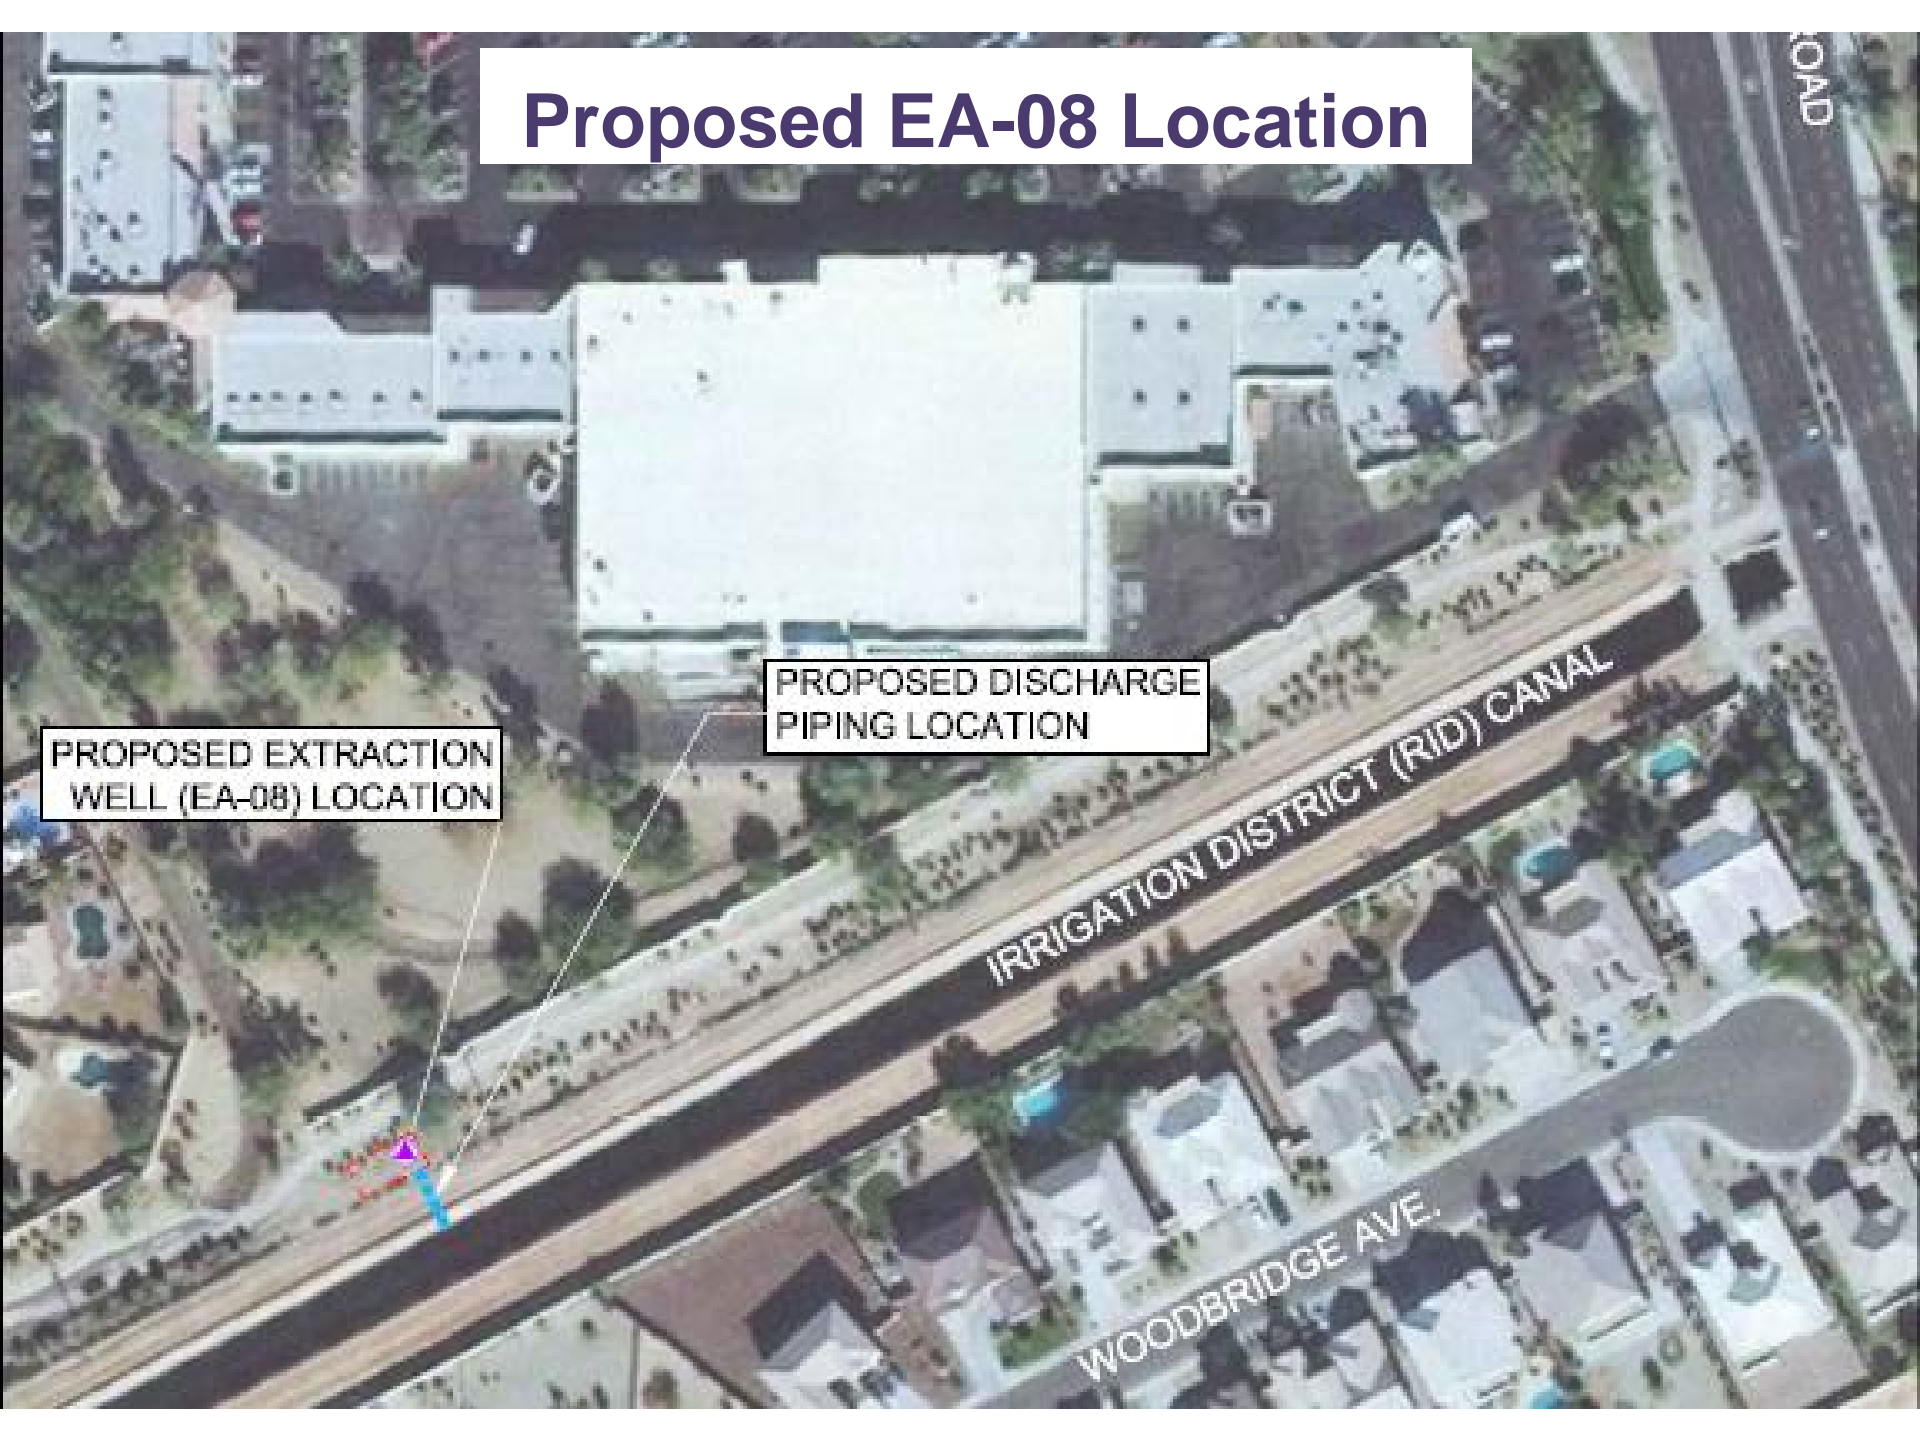 Proposed EA-08 Location
PROPOSED DISCHARGE
PIPING LOCATION
PROPOSED EXTRACTION
WELL (EA-08) LOCATION
IRRIGATION DISTRICT (RID) CANAL
WOODBRIDGE AVE.